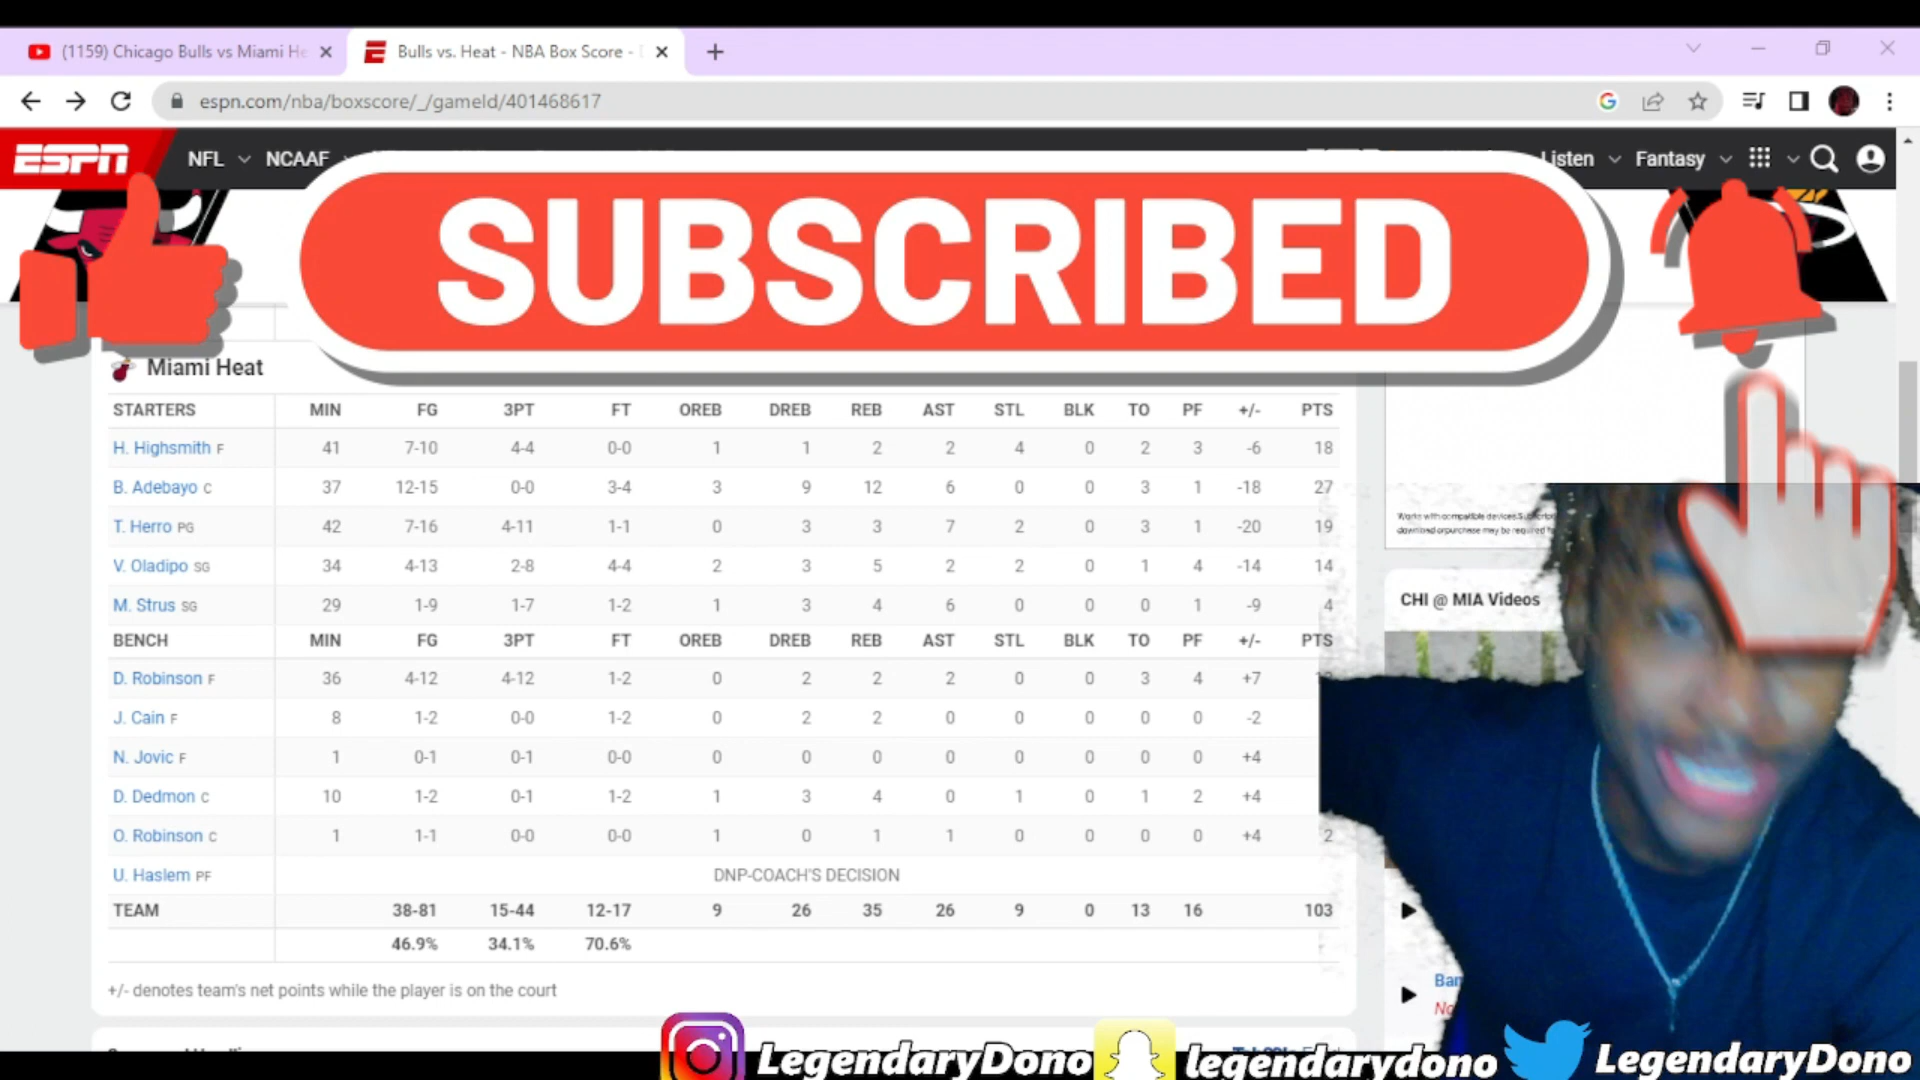 (1159) Chicago Bulls vs Miami He
Bulls vs. Heat - NBA Box Score -
espn.com/nba/boxscore/_/gameId/401468617
ESPN NFL NCAAF Listen Fantasy
SUBSCRIBED
Miami Heat
STARTERS MIN FG 3PT FT OREB DREB REB AST STL BLK TO PF +/- PTS
H. Highsmith F 41 7-10 4-4 0-0 1 1 2 2 4 0 2 3 -6 18
B. Adebayo C 37 12-15 0-0 3-4 3 9 12 6 0 0 3 1 -18 27
T. Herro PG 42 7-16 4-11 1-1 0 3 3 7 2 0 3 1 -20 19
V. Oladipo SG 34 4-13 2-8 4-4 2 3 5 2 2 0 1 4 -14 14
M. Strus SG 29 1-9 1-7 1-2 1 3 4 6 0 0 0 1 -9 4
BENCH MIN FG 3PT FT OREB DREB REB AST STL BLK TO PF +/- PTS
D. Robinson F 36 4-12 4-12 1-2 0 2 2 2 0 0 3 4 +7
J. Cain F 8 1-2 0-0 1-2 0 2 2 0 0 0 0 0 -2
N. Jovic F 1 0-1 0-1 0-0 0 0 0 0 0 0 0 0 +4
D. Dedmon C 10 1-2 0-1 1-2 1 3 4 0 1 0 1 2 +4
O. Robinson C 1 1-1 0-0 0-0 1 0 1 1 0 0 0 0 +4 2
U. Haslem PF DNP-COACH'S DECISION
TEAM 38-81 15-44 12-17 9 26 35 26 9 0 13 16 103
46.9% 34.1% 70.6%
+/- denotes team's net points while the player is on the court
Works with compatible devices.
download or purchase may be required
CHI @ MIA Videos
LegendaryDono legendarydono LegendaryDono